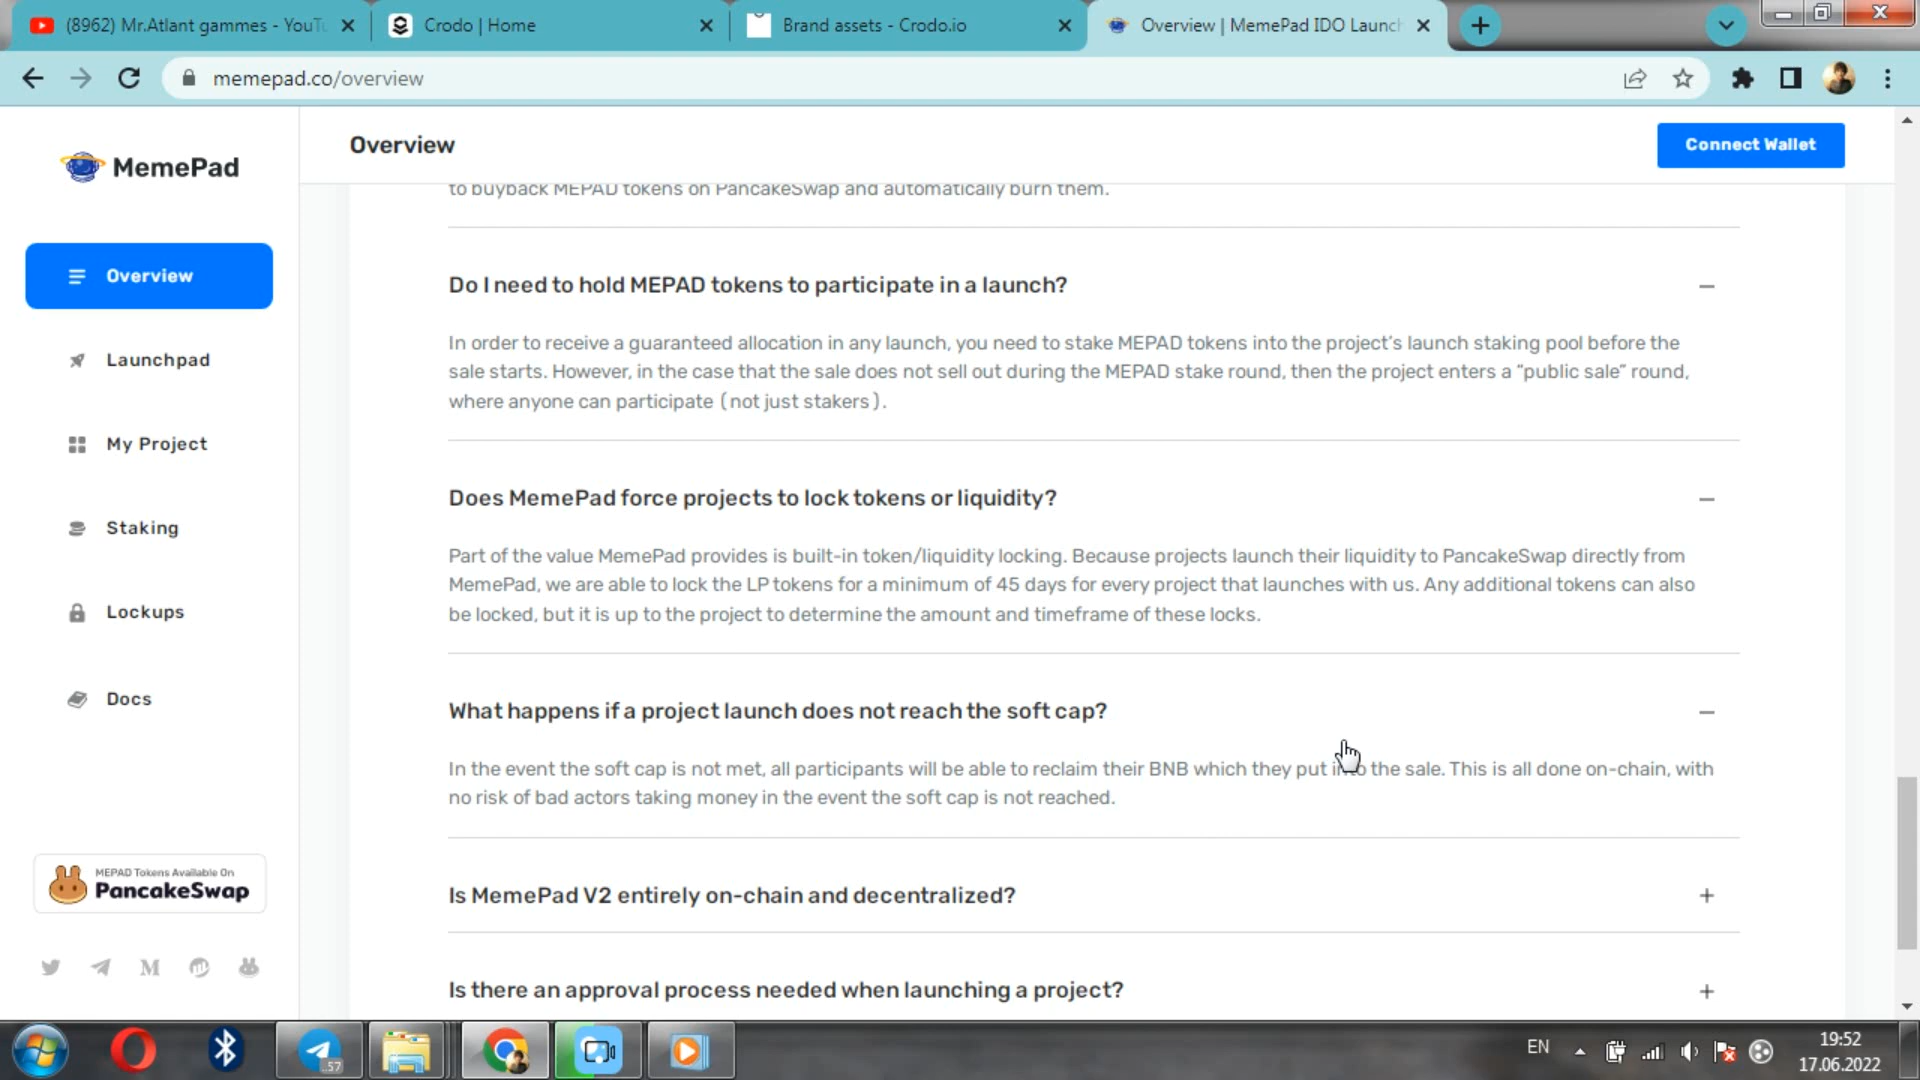 (8962) Mr.Atlant gammes - YouTu
Crodo | Home
Brand assets - Crodo.io
Overview | MemePad IDO Launch
memepad.co/overview
MemePad
Overview
Connect Wallet
Overview
Launchpad
My Project
Staking
Lockups
Docs
MEPAD Tokens Available On
PancakeSwap
to buyback MEPAD tokens on PancakeSwap and automatically burn them.
Do I need to hold MEPAD tokens to participate in a launch?
In order to receive a guaranteed allocation in any launch, you need to stake MEPAD tokens into the project's launch staking pool before the
sale starts. However, in the case that the sale does not sell out during the MEPAD stake round, then the project enters a “public sale” round,
where anyone can participate (not just stakers).
Does MemePad force projects to lock tokens or liquidity?
Part of the value MemePad provides is built-in token/liquidity locking. Because projects launch their liquidity to PancakeSwap directly from
MemePad, we are able to lock the LP tokens for a minimum of 45 days for every project that launches with us. Any additional tokens can also
be locked, but it is up to the project to determine the amount and timeframe of these locks.
What happens if a project launch does not reach the soft cap?
In the event the soft cap is not met, all participants will be able to reclaim their BNB which they put into the sale. This is all done on-chain, with
no risk of bad actors taking money in the event the soft cap is not reached.
Is MemePad V2 entirely on-chain and decentralized?
Is there an approval process needed when launching a project?
..57
EN
19:52
17.06.2022